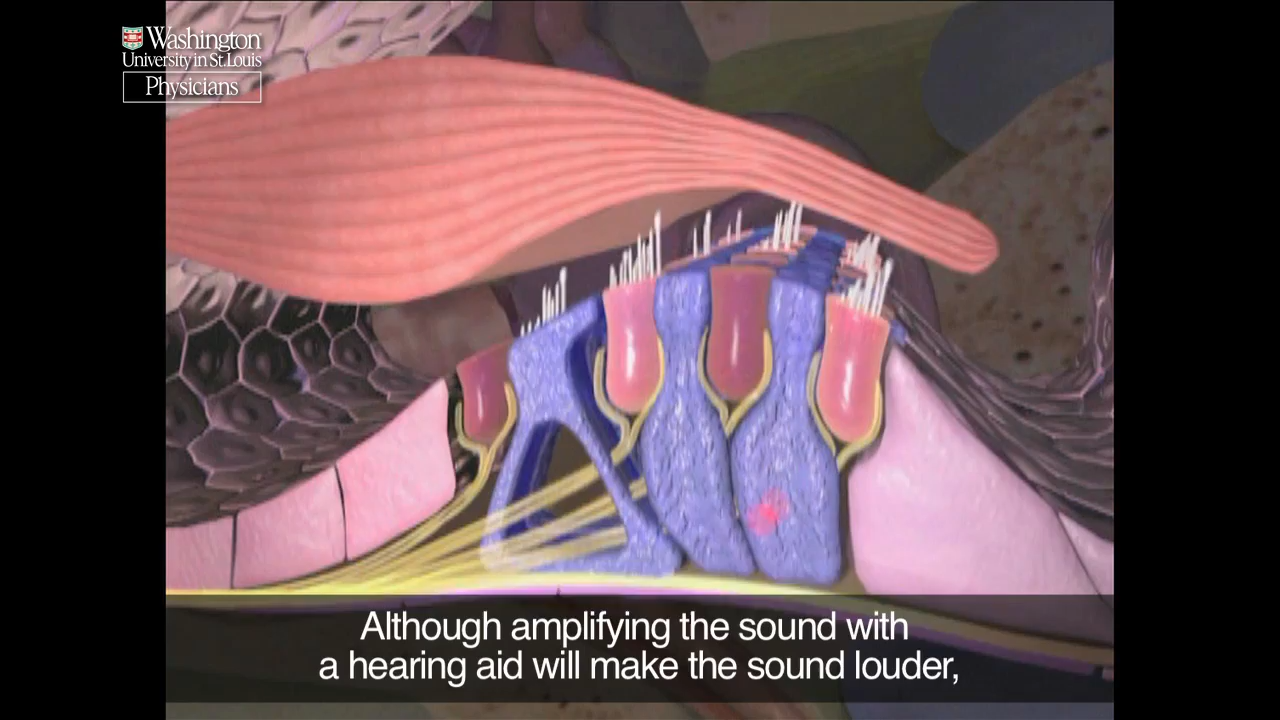 Washington
University in St. Louis
Physicians
Although amplifying the sound with
a hearing aid will make the sound louder,